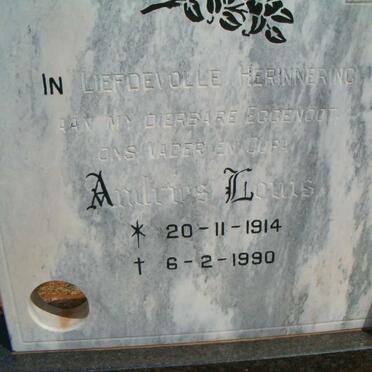 IN LIEFDEVOLLE HERINNERING
AAN MY DIERBARE EGGENOOT
ONS VADER EN OUPA
Andries Louis
* 20-11-1914
† 6-2-1990